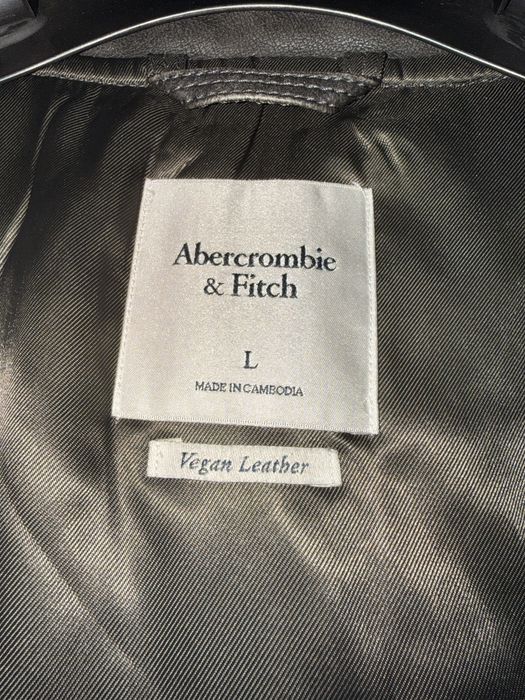 Abercrombie
& Fitch
L
MADE IN CAMBODIA
Vegan Leather